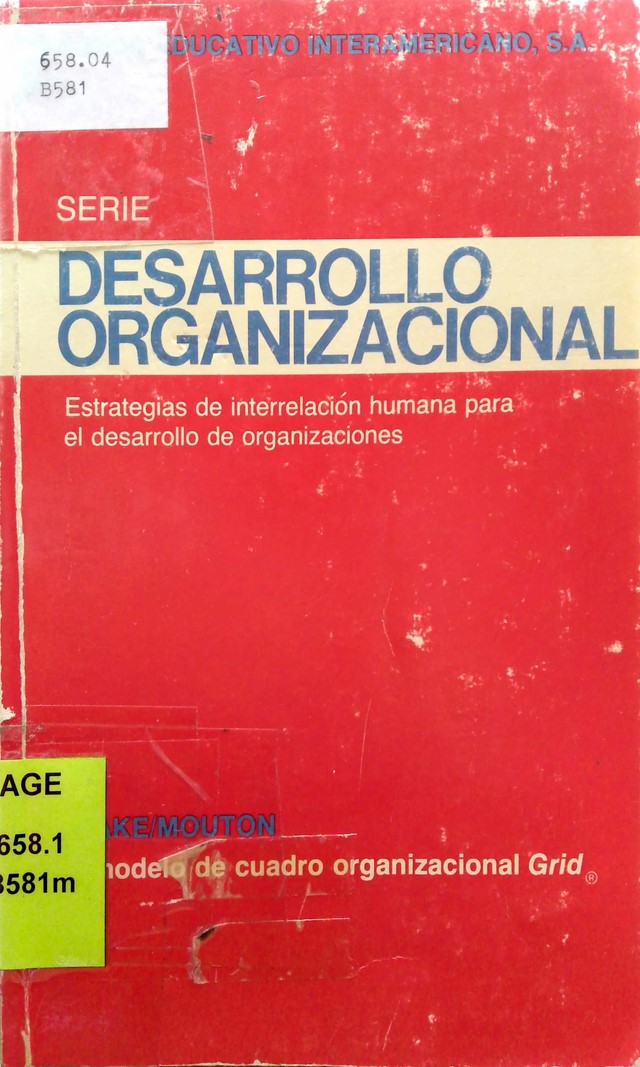 658.04
B581
EDUCATIVO INTERAMERICANO, S.A.
SERIE
DESARROLLO
ORGANIZACIONAL
Estrategias de interrelación humana para
el desarrollo de organizaciones
AGE
658.1
B581m
AKE/MOUTON
modelo de cuadro organizacional Grid®